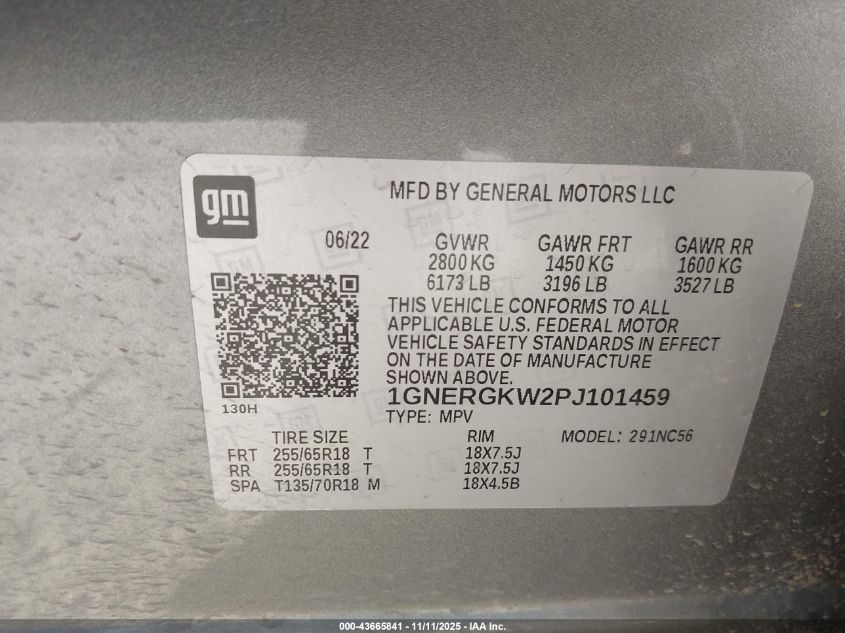 gm
MFD BY GENERAL MOTORS LLC
06/22 GVWR GAWR FRT GAWR RR
2800 KG 1450 KG 1600 KG
6173 LB 3196 LB 3527 LB
THIS VEHICLE CONFORMS TO ALL
APPLICABLE U.S. FEDERAL MOTOR
VEHICLE SAFETY STANDARDS IN EFFECT
ON THE DATE OF MANUFACTURE
SHOWN ABOVE.
1GNERGKW2PJ101459
130H
TYPE: MPV
TIRE SIZE RIM MODEL: 291NC56
FRT 255/65R18 T 18X7.5J
RR 255/65R18 T 18X7.5J
SPA T135/70R18 M 18X4.5B
000-43665841 - 11/11/2025 - IAA Inc.